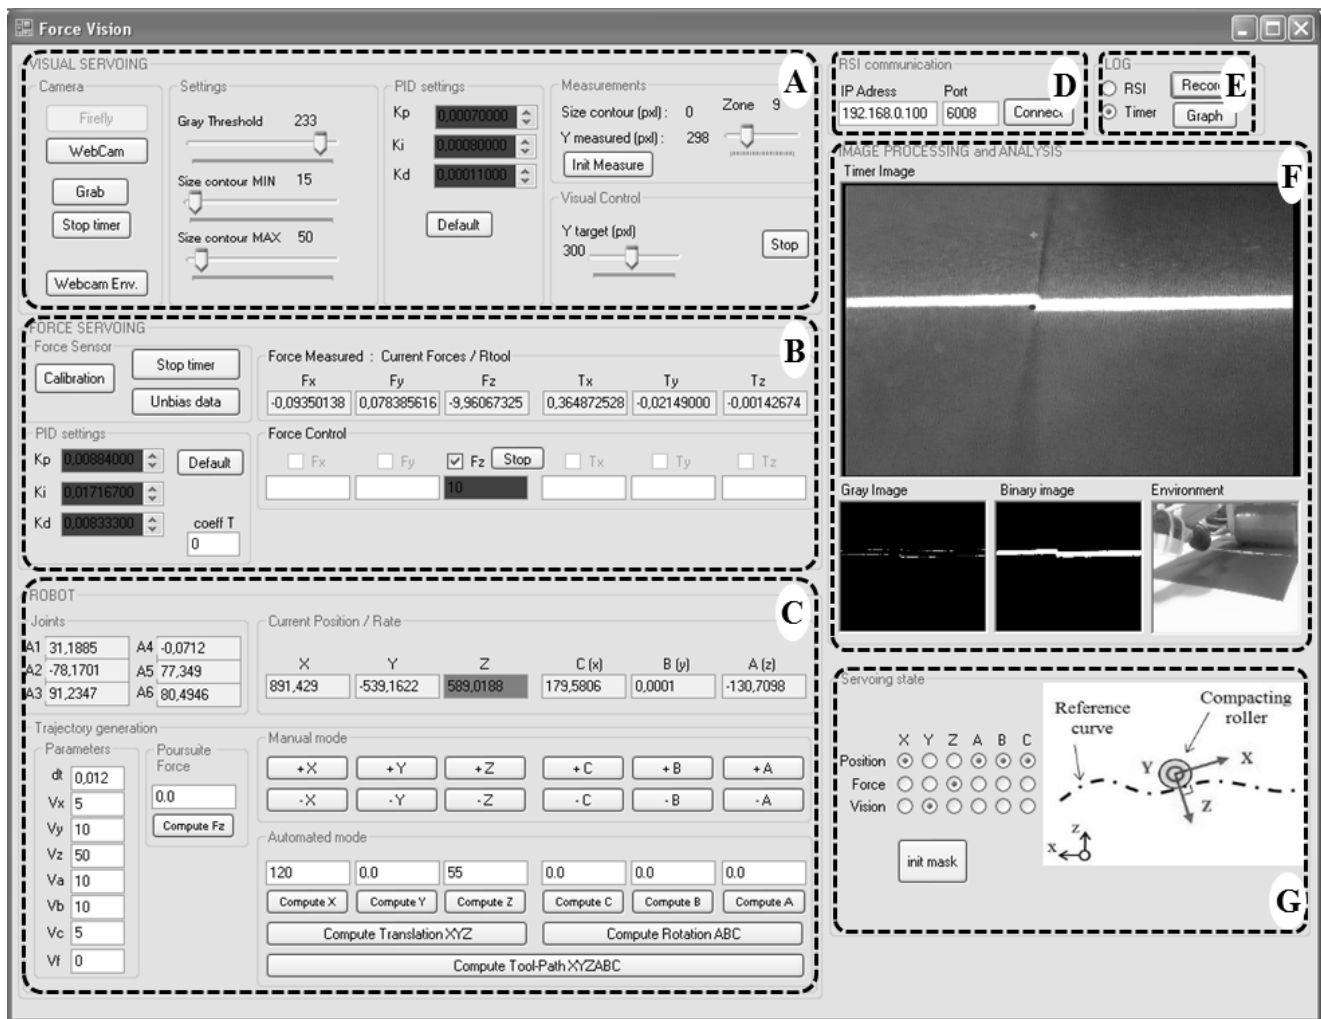 Force Vision
VISUAL SERVOING
A
Camera
Firefly
WebCam
Grab
Stop timer
Webcam Env.
Settings
Gray Threshold 233
Size contour MIN 15
Size contour MAX 50
PID settings
Kp 0,00070000
Ki 0,00080000
Kd 0,00011000
Default
Measurements
Size contour (pxl) : 0 Zone 9
Y measured (pxl) : 298
Init Measure
Visual Control
Y target (pxl)
300
Stop
RSI communication
D
IP Adress Port
192.168.0.100 6008 Connect
LOG
E
RSI Record
Timer Graph
IMAGE PROCESSING and ANALYSIS
F
Timer Image
Gray Image Binary image Environment
FORCE SERVOING
B
Force Sensor
Calibration
Stop timer
Unbias data
Force Measured : Current Forces / Rtool
Fx Fy Fz Tx Ty Tz
-0,09350138 0,078385616 -9,96067325 0,364872528 -0,02149000 -0,00142674
PID settings
Kp 0,00884000 Default
Ki 0,01716700
Kd 0,00833300 coeff T
0
Force Control
Fx Fy Fz Stop Tx Ty Tz
10
ROBOT
C
Joints
A1 31,1885 A4 -0,0712
A2 -78,1701 A5 77,349
A3 91,2347 A6 80,4946
Current Position / Rate
X Y Z C (x) B (y) A (z)
891,429 -539,1622 589,0188 179,5806 0,0001 -130,7098
Trajectory generation
Parameters
dt 0,012
Vx 5
Vy 10
Vz 50
Va 10
Vb 10
Vc 5
Vf 0
Poursuite
Force
0.0
Compute Fz
Manual mode
+X +Y +Z +C +B +A
-X -Y -Z -C -B -A
Automated mode
120 0.0 55 0.0 0.0 0.0
Compute X Compute Y Compute Z Compute C Compute B Compute A
Compute Translation XYZ Compute Rotation ABC
Compute Tool-Path XYZABC
Servoing state
X Y Z A B C
Position
Force
Vision
init mask
Reference
curve
Compacting
roller
Y X
Z
z
x
G